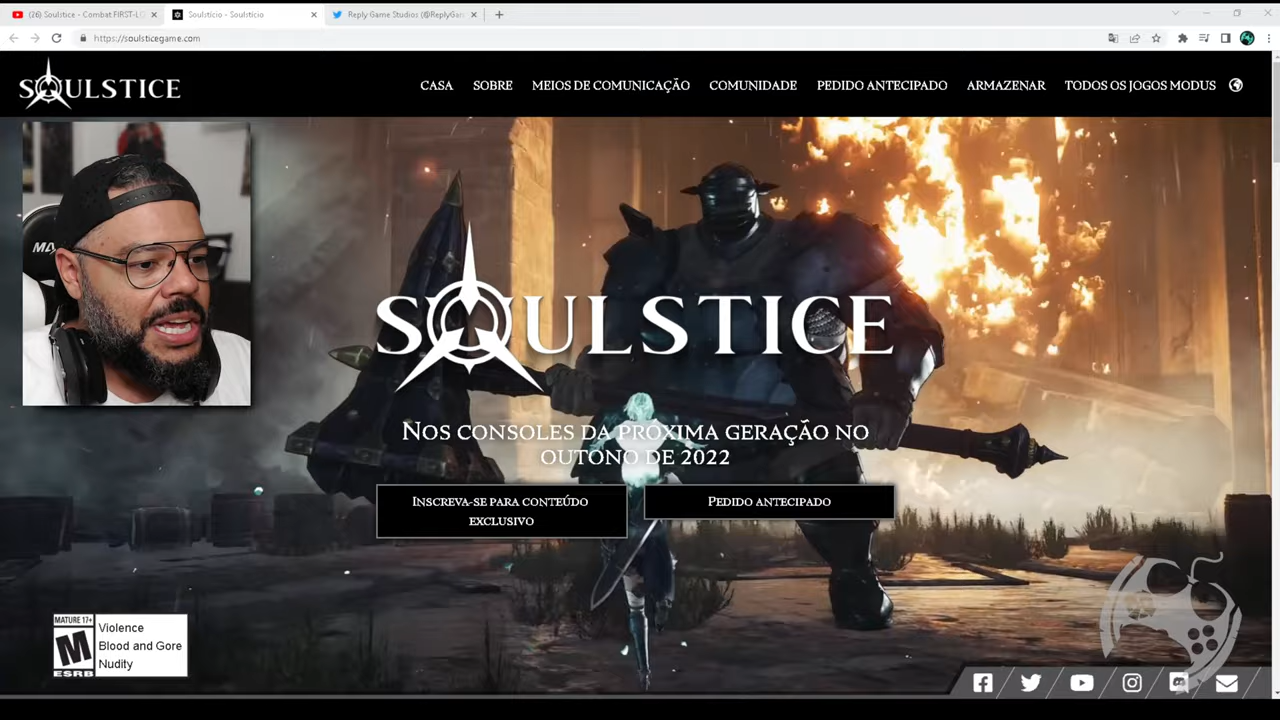 (26) Soulstice - Combat FIRST-LO
Soulstício - Soulstício
Reply Game Studios (@ReplyGam
https://soulsticegame.com
SOULSTICE
CASA
SOBRE
MEIOS DE COMUNICAÇÃO
COMUNIDADE
PEDIDO ANTECIPADO
ARMAZENAR
TODOS OS JOGOS MODUS
SOULSTICE
NOS CONSOLES DA PRÓXIMA GERAÇÃO NO
OUTONO DE 2022
INSCREVA-SE PARA CONTEÚDO
EXCLUSIVO
PEDIDO ANTECIPADO
MATURE 17+
M
ESRB
Violence
Blood and Gore
Nudity